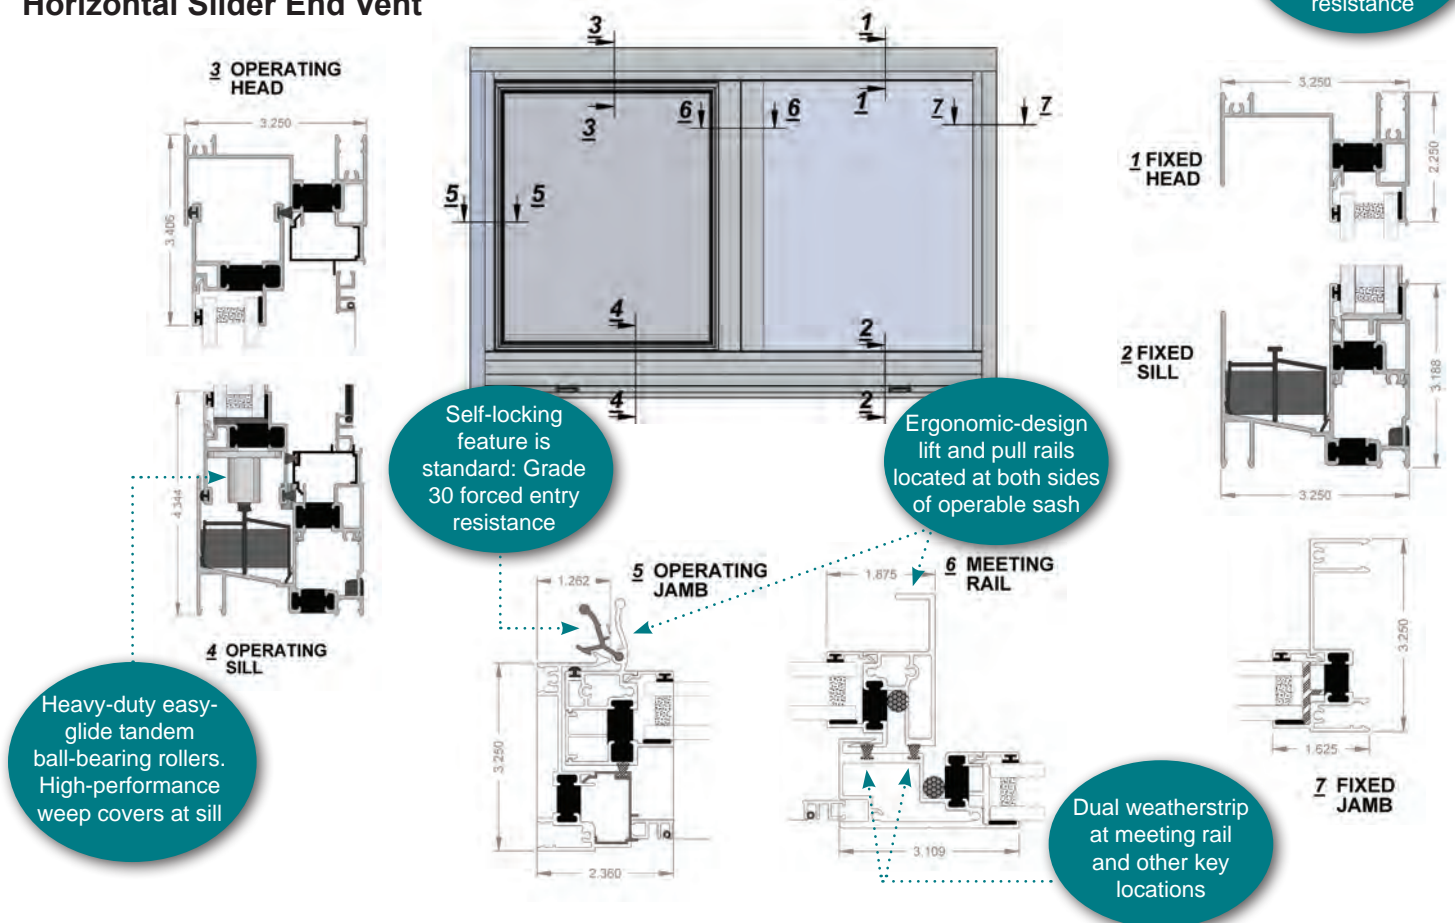 Horizontal Slider End Vent
resistance
3 OPERATING
HEAD
3.250
3.406
3
3
1
1
6
6
7
7
5
5
4
4
2
2
3.250
2.250
1 FIXED
HEAD
2 FIXED
SILL
3.188
3.250
4.344
4 OPERATING
SILL
Self-locking
feature is
standard: Grade
30 forced entry
resistance
Ergonomic-design
lift and pull rails
located at both sides
of operable sash
Heavy-duty easy-
glide tandem
ball-bearing rollers.
High-performance
weep covers at sill
5 OPERATING
JAMB
1.262
3.250
2.360
6 MEETING
RAIL
1.875
3.109
Dual weatherstrip
at meeting rail
and other key
locations
3.250
1.625
7 FIXED
JAMB